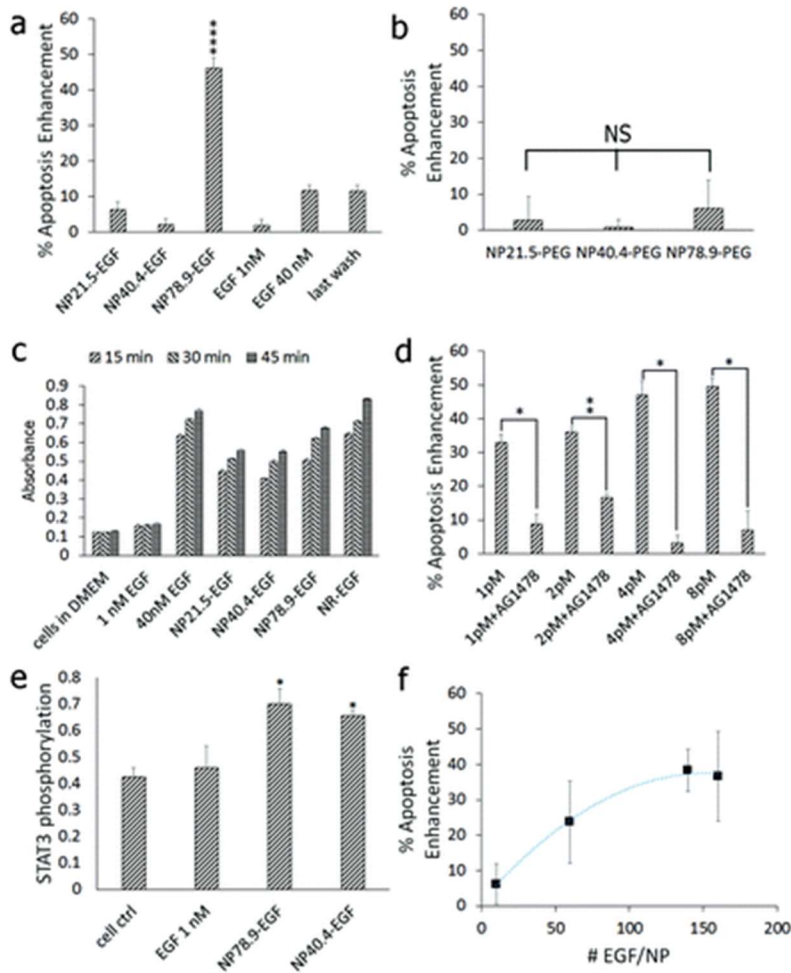 a
% Apoptosis Enhancement
60
50
40
30
20
10
0
****
NP21.5-EGF
NP40.4-EGF
NP78.9-EGF
EGF 1nM
EGF 40 nM
last wash
b
% Apoptosis
Enhancement
60
50
40
30
20
10
0
NS
NP21.5-PEG NP40.4-PEG NP78.9-PEG
c
15 min 30 min 45 min
Absorbance
0.9
0.8
0.7
0.6
0.5
0.4
0.3
0.2
0.1
0
cells in DMEM
1 nM EGF
40nM EGF
NP21.5-EGF
NP40.4-EGF
NP78.9-EGF
NR-EGF
d
% Apoptosis Enhancement
60
50
40
30
20
10
0
*
**
*
*
1pM
1pM+AG1478
2pM
2pM+AG1478
4pM
4pM+AG1478
8pM
8pM+AG1478
e
STAT3 phosphorylation
0.8
0.7
0.6
0.5
0.4
0.3
0.2
0.1
0
*
*
cell ctrl
EGF 1 nM
NP78.9-EGF
NP40.4-EGF
f
% Apoptosis
Enhancement
60
50
40
30
20
10
0
0 50 100 150 200
# EGF/NP